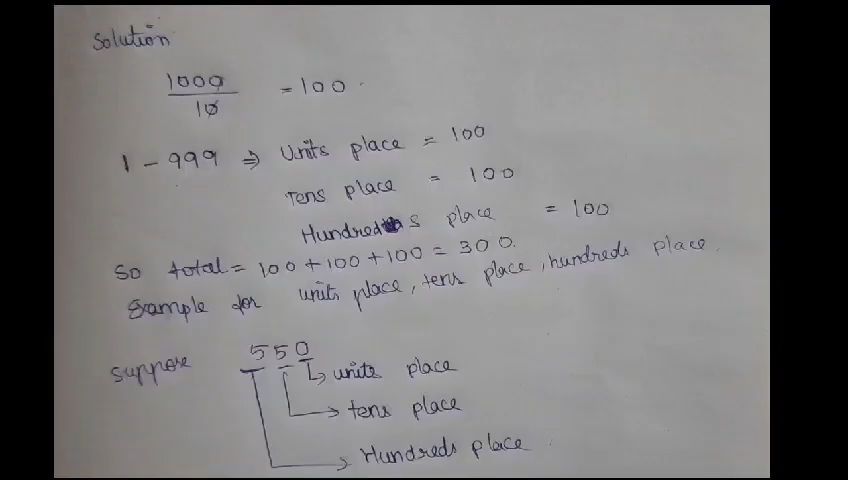 Solution
1000
10 = 100
1 - 999 ⇒ Units place = 100
Tens place = 100
Hundreds place = 100
So total = 100 + 100 + 100 = 300.
Example for units place, tens place, hundreds place.
Suppose 550
units place
tens place
Hundreds place